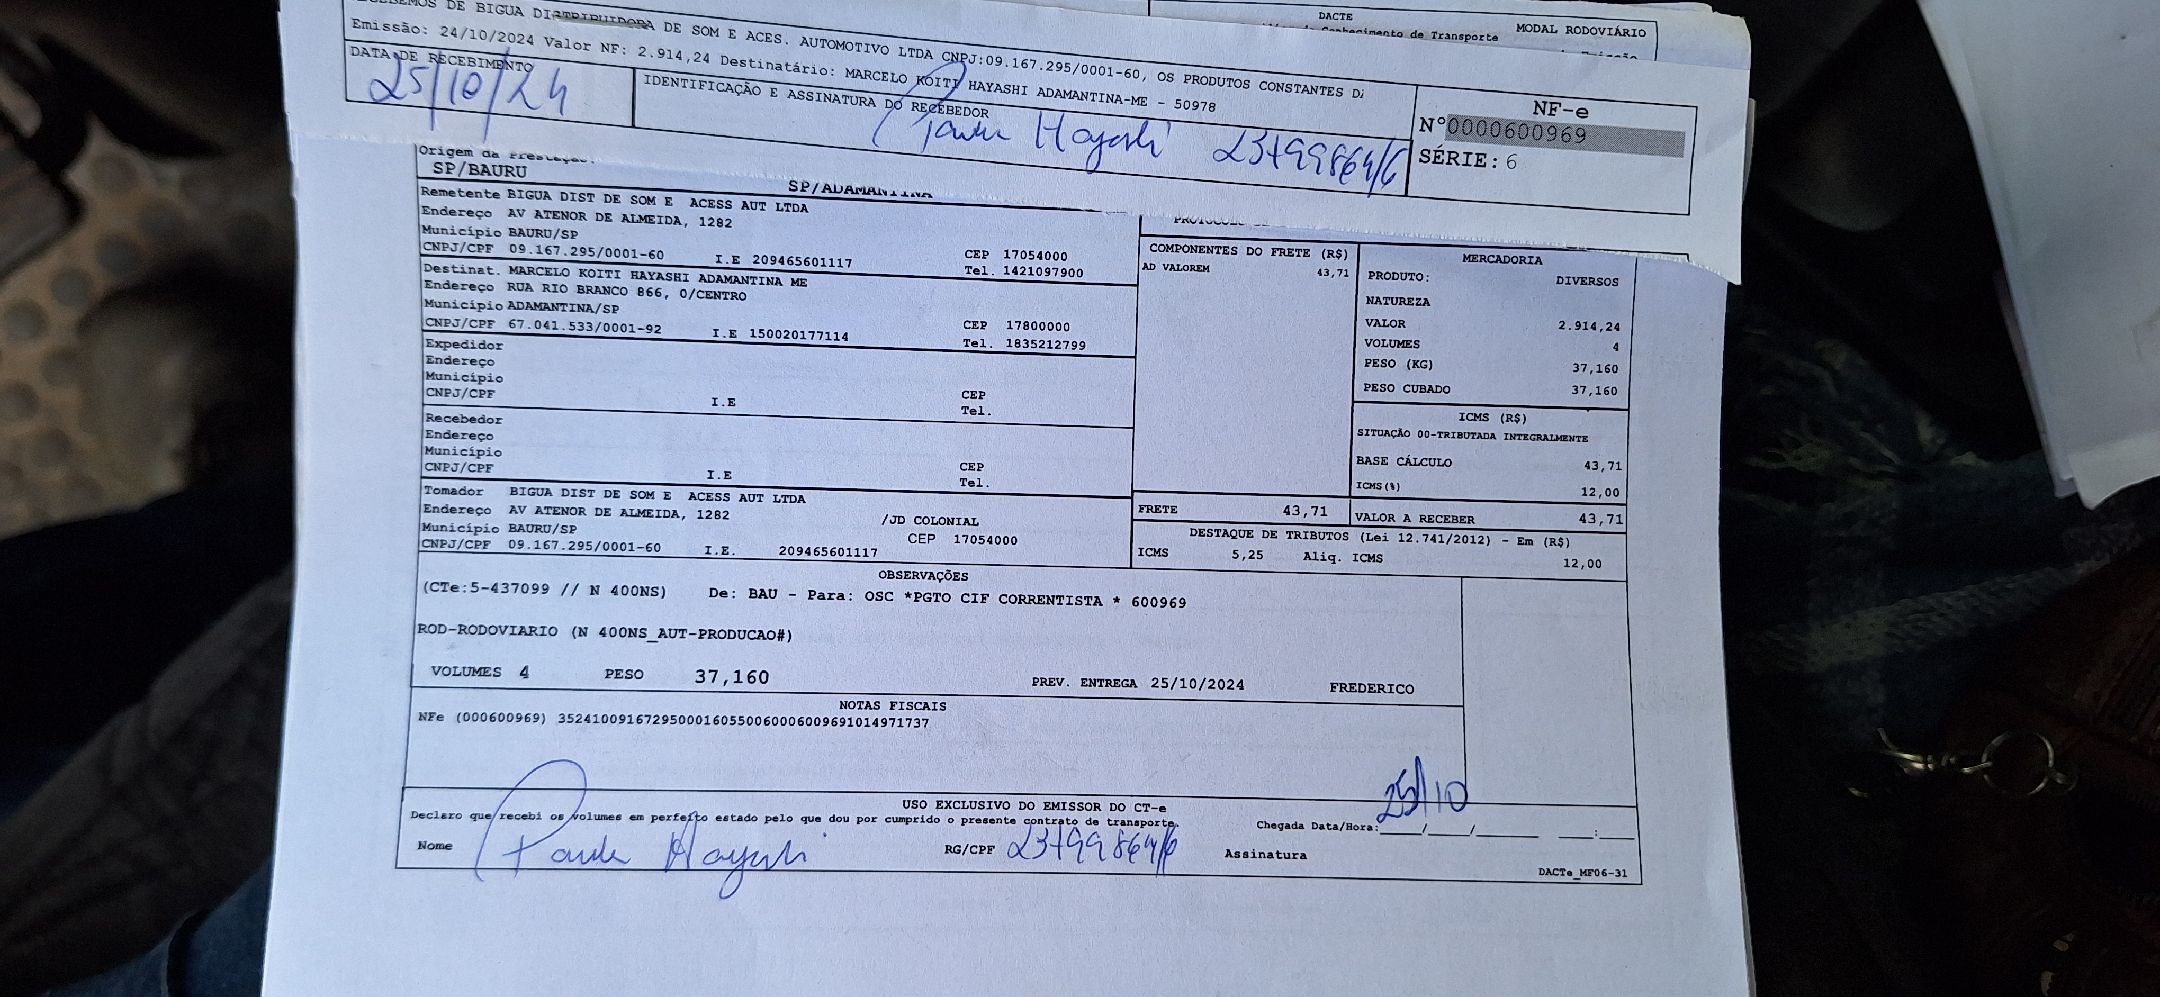 DE BIGUA DISTRIBUIDORA DE SOM E ACES. AUTOMOTIVO LTDA CNPJ:09.167.295/0001-60, OS PRODUTOS CONSTANTES
Emissão: 24/10/2024 Valor NF: 2.914,24 Destinatário: MARCELO KOITI HAYASHI ADAMANTINA-ME - 50978
DATA DE RECEBIMENTO
25/10/24
IDENTIFICAÇÃO E ASSINATURA DO RECEBEDOR
Hayashi
NF-e
N°0000600969
SÉRIE: 6
DACTE
Conhecimento de Transporte
MODAL RODOVIÁRIO
Origem da Prestação.
SP/BAURU
SP/ADAMANTINA
Remetente BIGUA DIST DE SOM E ACESS AUT LTDA
Endereço AV ATENOR DE ALMEIDA, 1282
Município BAURU/SP
CNPJ/CPF 09.167.295/0001-60 I.E 209465601117
CEP 17054000
Tel. 1421097900
Destinat. MARCELO KOITI HAYASHI ADAMANTINA ME
Endereço RUA RIO BRANCO 866, 0/CENTRO
Município ADAMANTINA/SP
CNPJ/CPF 67.041.533/0001-92 I.E 150020177114
CEP 17800000
Tel. 1835212799
Expedidor
Endereço
Município
CNPJ/CPF I.E
CEP
Tel.
Recebedor
Endereço
Município
CNPJ/CPF I.E
CEP
Tel.
Tomador BIGUA DIST DE SOM E ACESS AUT LTDA
Endereço AV ATENOR DE ALMEIDA, 1282 /JD COLONIAL
Município BAURU/SP CEP 17054000
CNPJ/CPF 09.167.295/0001-60 I.E. 209465601117
COMPONENTES DO FRETE (R$)
AD VALOREM 43,71
MERCADORIA
PRODUTO: DIVERSOS
NATUREZA
VALOR 2.914,24
VOLUMES 4
PESO (KG) 37,160
PESO CUBADO 37,160
ICMS (R$)
SITUAÇÃO 00-TRIBUTADA INTEGRALMENTE
BASE CÁLCULO 43,71
ICMS(%) 12,00
FRETE 43,71
VALOR A RECEBER 43,71
DESTAQUE DE TRIBUTOS (Lei 12.741/2012) - Em (R$)
ICMS 5,25 Aliq. ICMS 12,00
OBSERVAÇÕES
(CTe:5-437099 // N 400NS) De: BAU - Para: OSC *PGTO CIF CORRENTISTA * 600969
ROD-RODOVIARIO (N 400NS_AUT-PRODUCAO#)
VOLUMES 4 PESO 37,160 PREV. ENTREGA 25/10/2024 FREDERICO
NOTAS FISCAIS
NFe (000600969) 35241009167295000160550060006009691014971737
USO EXCLUSIVO DO EMISSOR DO CT-e
Declaro que recebi os volumes em perfeito estado pelo que dou por cumprido o presente contrato de transporte.
25/10
Chegada Data/Hora:____/____/______ ___:___
Nome Hayashi RG/CPF Assinatura
DACTe_MF06-31